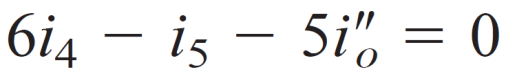 6i₄ − i₅ − 5i″ₒ = 0